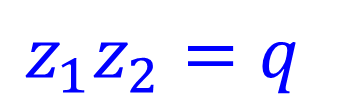 z₁z₂ = q